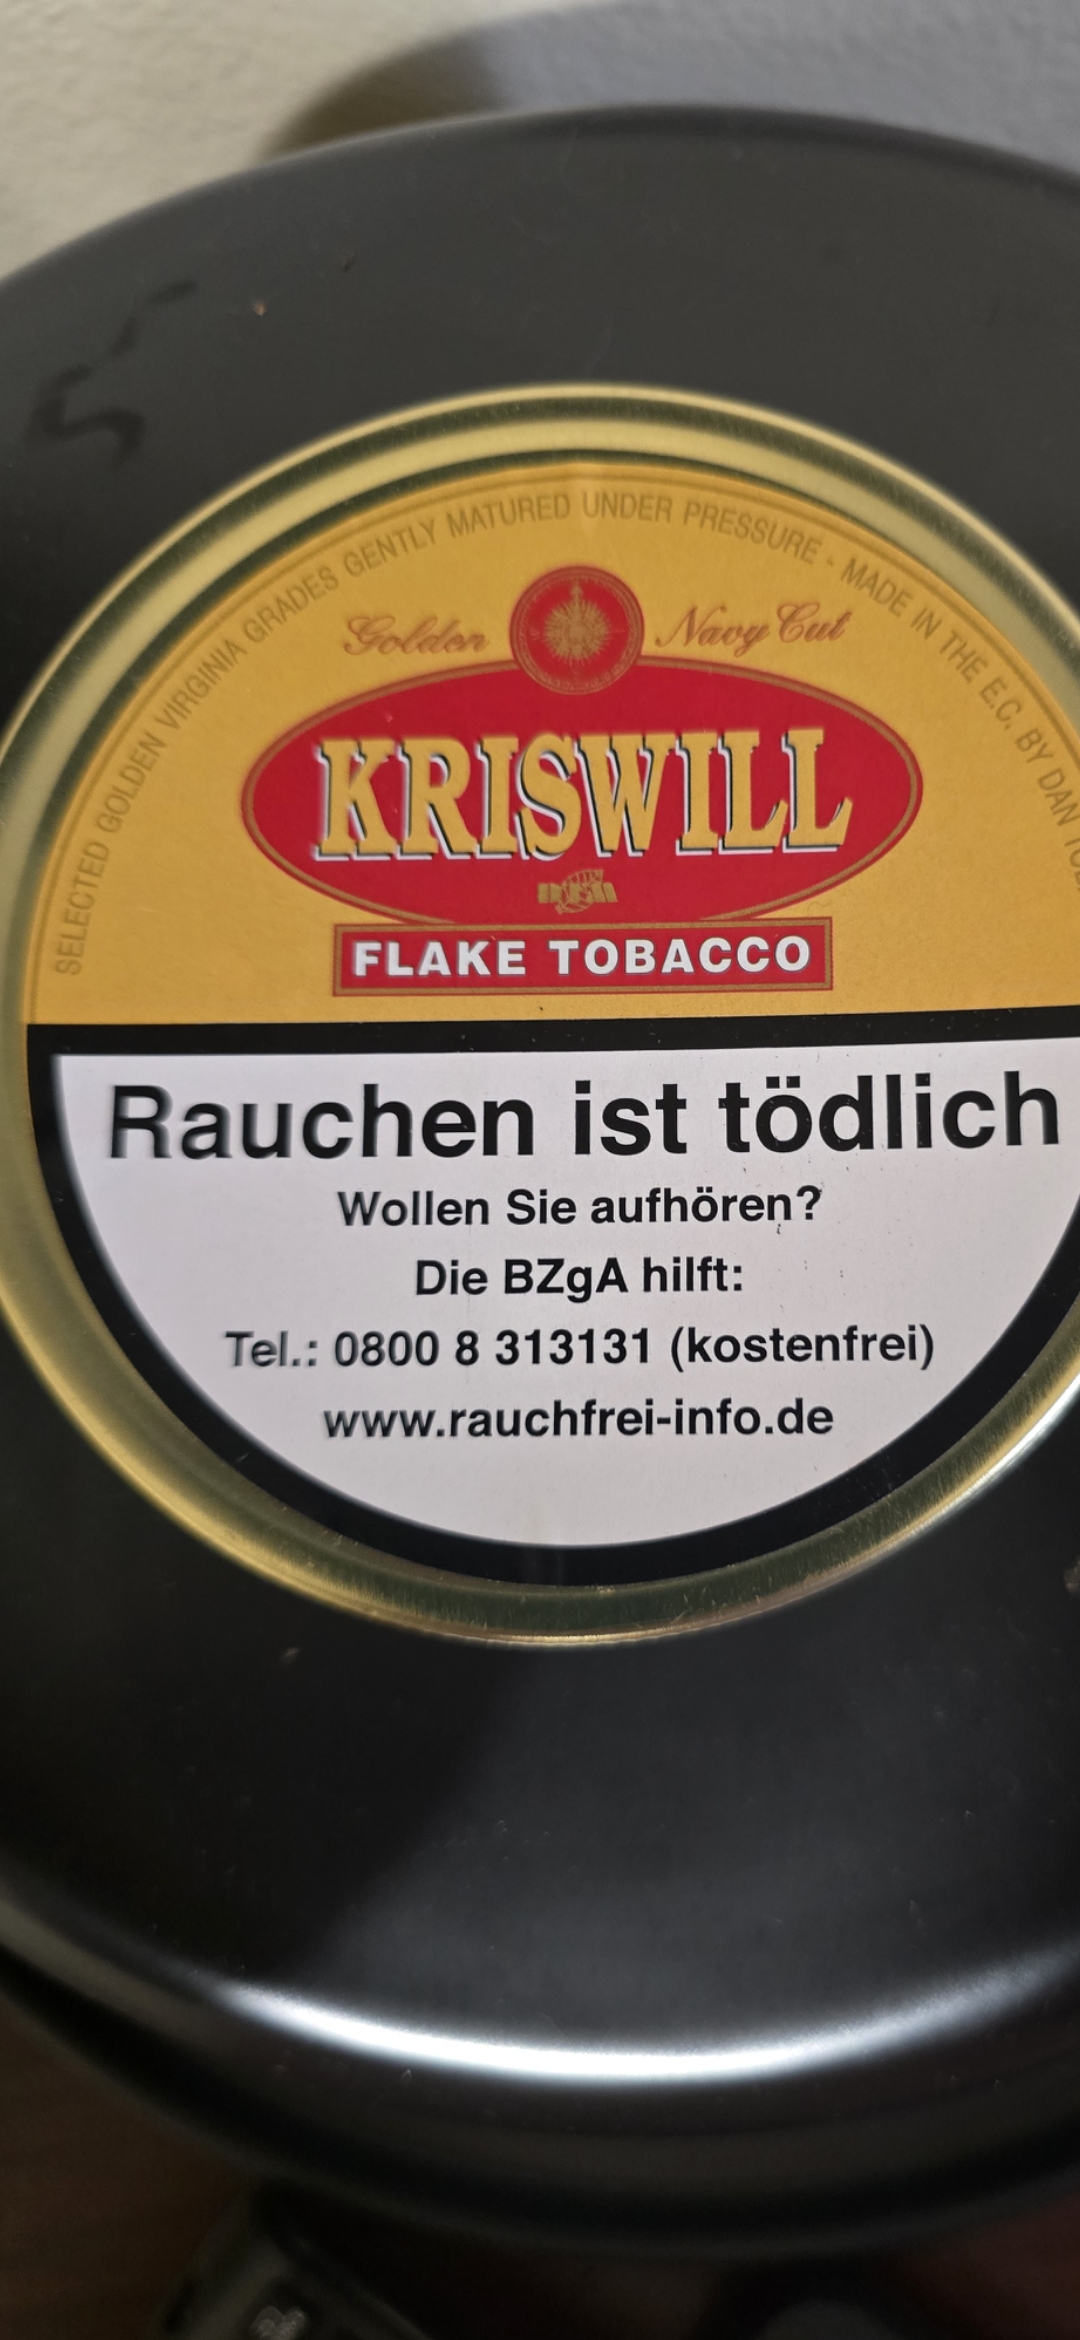 SELECTED GOLDEN VIRGINIA GRADES GENTLY MATURED UNDER PRESSURE - MADE IN THE E.C. BY DAN
Golden Navy Cut
KRISWILL
FLAKE TOBACCO
Rauchen ist tödlich
Wollen Sie aufhören?
Die BZgA hilft:
Tel.: 0800 8 313131 (kostenfrei)
www.rauchfrei-info.de